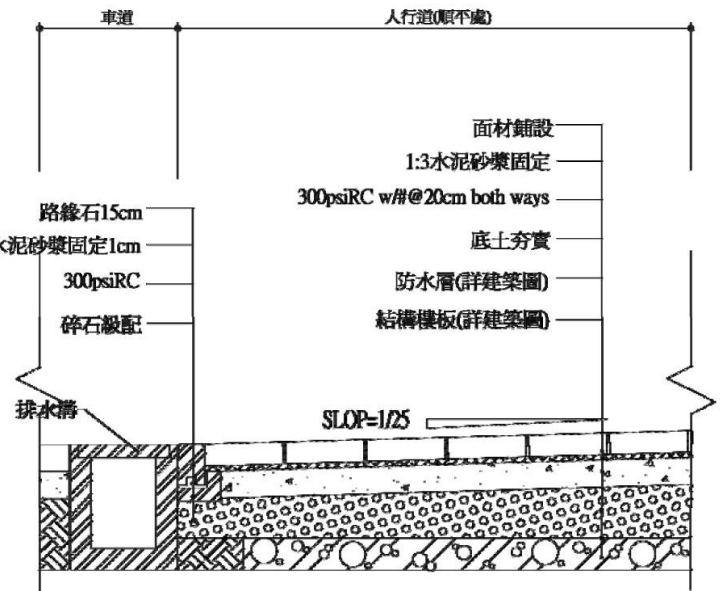 車道
人行道(順平處)
面材鋪設
1:3水泥砂漿固定
300psiRC w/#@20cm both ways
底土夯實
防水層(詳建築圖)
結構樓板(詳建築圖)
路緣石15cm
水泥砂漿固定1cm
300psiRC
碎石級配
排水溝
SLOP=1/25